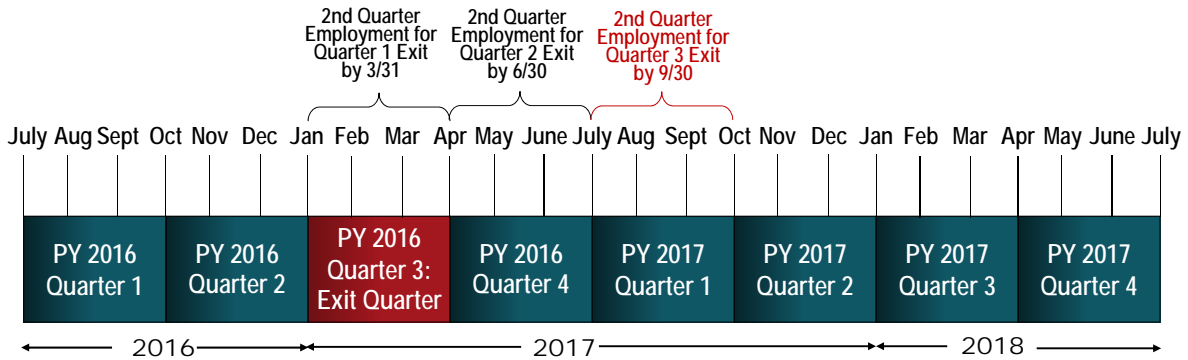 2nd Quarter
Employment for
Quarter 1 Exit
by 3/31
2nd Quarter
Employment for
Quarter 2 Exit
by 6/30
2nd Quarter
Employment for
Quarter 3 Exit
by 9/30
July Aug Sept Oct Nov Dec Jan Feb Mar Apr May June July Aug Sept Oct Nov Dec Jan Feb Mar Apr May June July
PY 2016
Quarter 1
PY 2016
Quarter 2
PY 2016
Quarter 3:
Exit Quarter
PY 2016
Quarter 4
PY 2017
Quarter 1
PY 2017
Quarter 2
PY 2017
Quarter 3
PY 2017
Quarter 4
2016 2017 2018